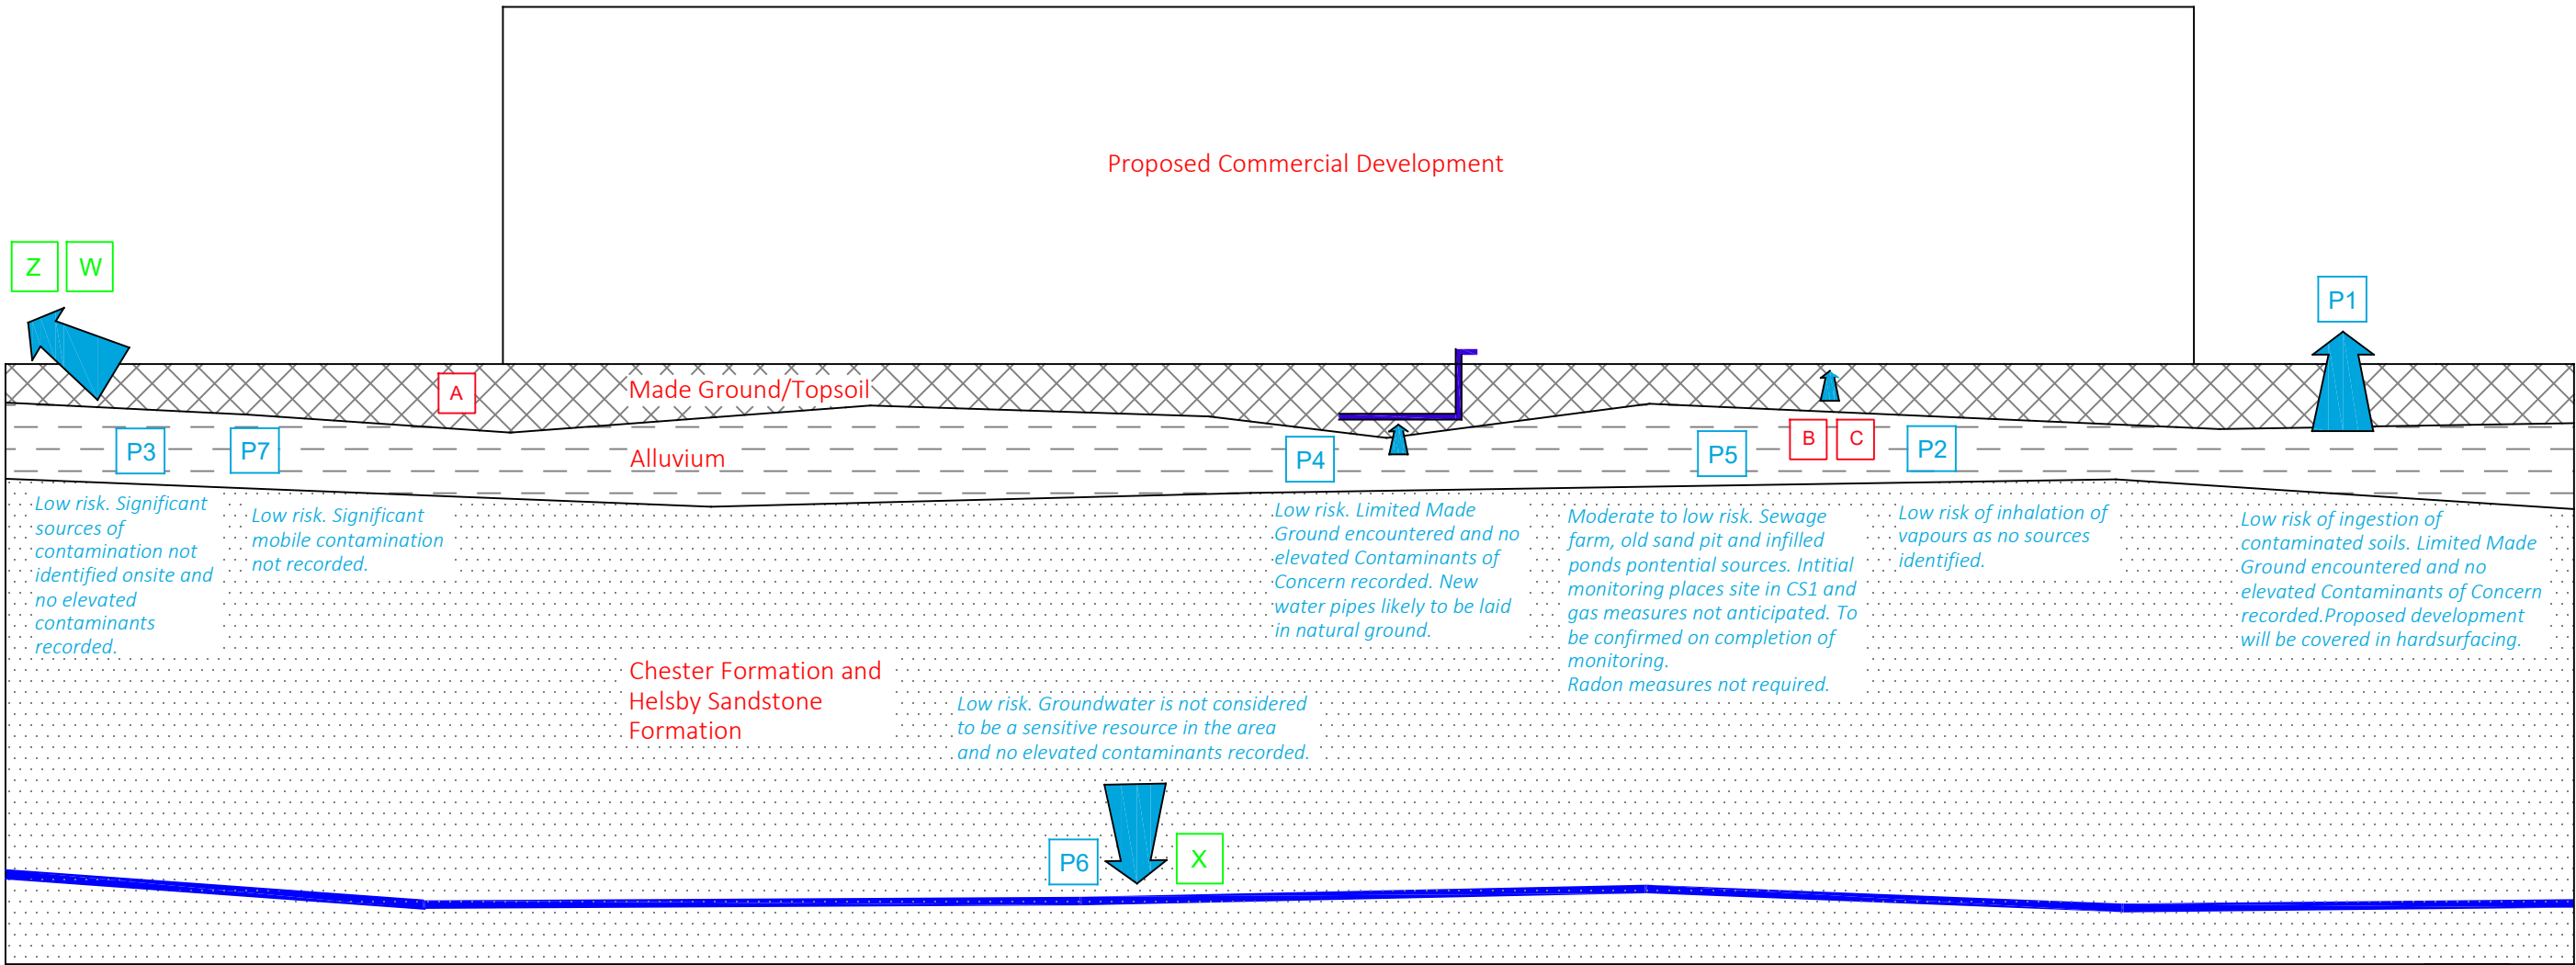 Proposed Commercial Development
Z
W
P1
A
Made Ground/Topsoil
P3
P7
Alluvium
P4
P5
B
C
P2
Low risk. Significant
sources of
contamination not
identified onsite and
no elevated
contaminants
recorded.
Low risk. Significant
mobile contamination
not recorded.
Low risk. Limited Made
Ground encountered and no
elevated Contaminants of
Concern recorded. New
water pipes likely to be laid
in natural ground.
Moderate to low risk. Sewage
farm, old sand pit and infilled
ponds pontential sources. Intitial
monitoring places site in CS1 and
gas measures not anticipated. To
be confirmed on completion of
monitoring.
Radon measures not required.
Low risk of inhalation of
vapours as no sources
identified.
Low risk of ingestion of
contaminated soils. Limited Made
Ground encountered and no
elevated Contaminants of Concern
recorded.Proposed development
will be covered in hardsurfacing.
Chester Formation and
Helsby Sandstone
Formation
Low risk. Groundwater is not considered
to be a sensitive resource in the area
and no elevated contaminants recorded.
P6
X